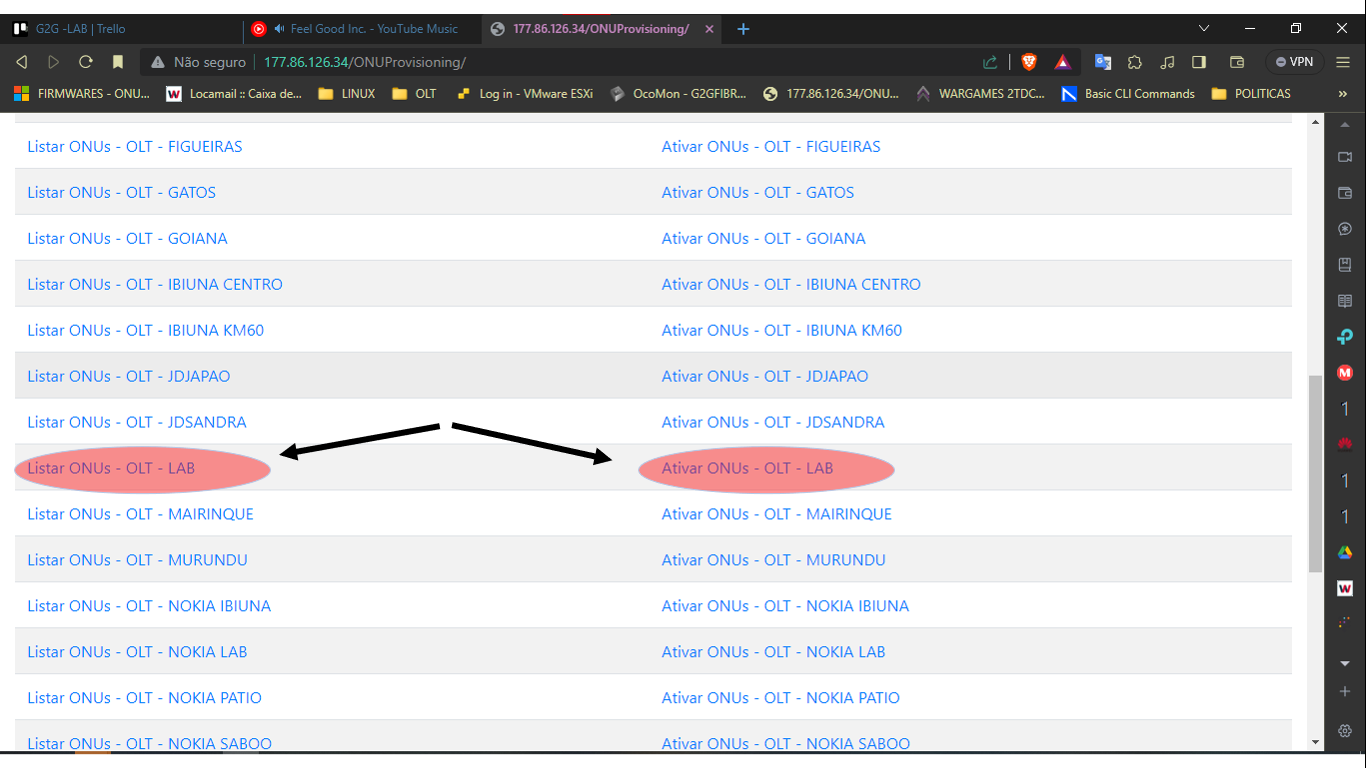 G2G -LAB | Trello
Feel Good Inc. - YouTube Music
177.86.126.34/ONUProvisioning/
Não seguro
177.86.126.34/ONUProvisioning/
VPN
FIRMWARES - ONU...
Locamail :: Caixa de...
LINUX
OLT
Log in - VMware ESXi
OcoMon - G2GFIBR...
177.86.126.34/ONU...
WARGAMES 2TDC...
Basic CLI Commands
POLITICAS
»
Listar ONUs - OLT - FIGUEIRAS Ativar ONUs - OLT - FIGUEIRAS
Listar ONUs - OLT - GATOS Ativar ONUs - OLT - GATOS
Listar ONUs - OLT - GOIANA Ativar ONUs - OLT - GOIANA
Listar ONUs - OLT - IBIUNA CENTRO Ativar ONUs - OLT - IBIUNA CENTRO
Listar ONUs - OLT - IBIUNA KM60 Ativar ONUs - OLT - IBIUNA KM60
Listar ONUs - OLT - JDJAPAO Ativar ONUs - OLT - JDJAPAO
Listar ONUs - OLT - JDSANDRA Ativar ONUs - OLT - JDSANDRA
Listar ONUs - OLT - LAB Ativar ONUs - OLT - LAB
Listar ONUs - OLT - MAIRINQUE Ativar ONUs - OLT - MAIRINQUE
Listar ONUs - OLT - MURUNDU Ativar ONUs - OLT - MURUNDU
Listar ONUs - OLT - NOKIA IBIUNA Ativar ONUs - OLT - NOKIA IBIUNA
Listar ONUs - OLT - NOKIA LAB Ativar ONUs - OLT - NOKIA LAB
Listar ONUs - OLT - NOKIA PATIO Ativar ONUs - OLT - NOKIA PATIO
Listar ONUs - OLT - NOKIA SABOO Ativar ONUs - OLT - NOKIA SABOO
M
1
1
1
W